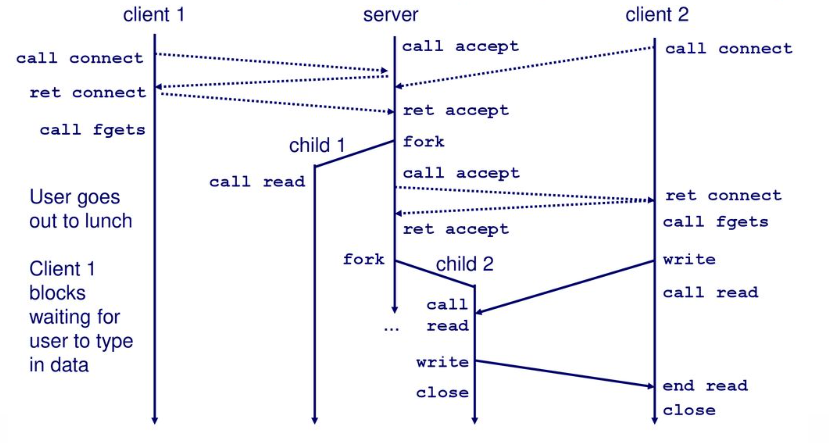 client 1
server
client 2
call connect
call accept
call connect
ret connect
ret accept
call fgets
child 1
fork
call read
call accept
User goes
out to lunch
ret connect
call fgets
ret accept
fork
child 2
write
Client 1
blocks
waiting for
user to type
in data
call
read
call read
...
write
close
end read
close